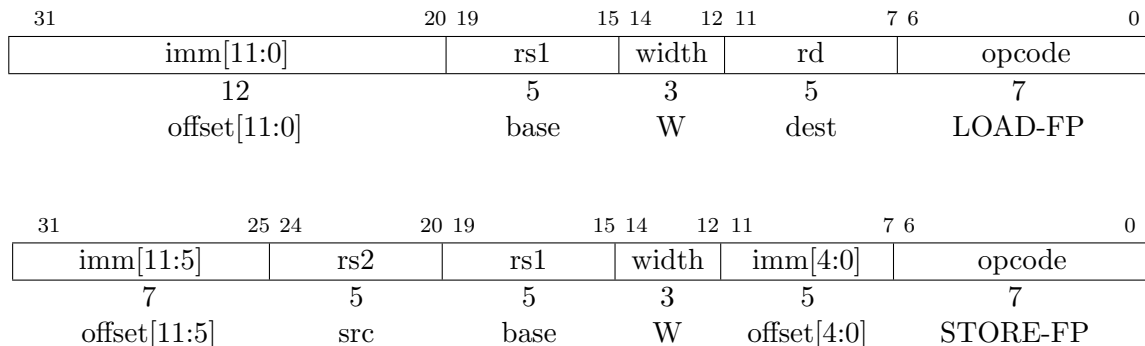 31 20 19 15 14 12 11 7 6 0
imm[11:0] rs1 width rd opcode
12 5 3 5 7
offset[11:0] base W dest LOAD-FP
31 25 24 20 19 15 14 12 11 7 6 0
imm[11:5] rs2 rs1 width imm[4:0] opcode
7 5 5 3 5 7
offset[11:5] src base W offset[4:0] STORE-FP